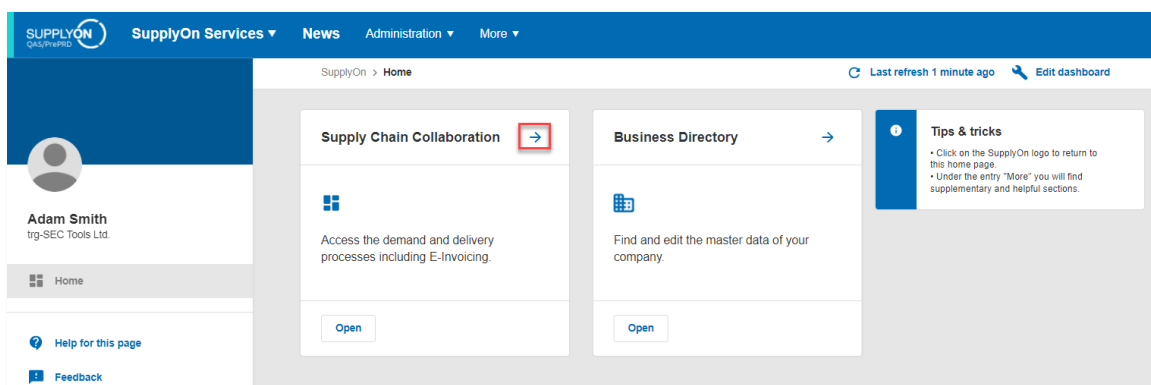 SUPPLYON
QAS/PrePRD
SupplyOn Services ▾ News Administration ▾ More ▾
SupplyOn > Home
Last refresh 1 minute ago Edit dashboard
Adam Smith
trg-SEC Tools Ltd.
Home
Help for this page
Feedback
Supply Chain Collaboration →
Access the demand and delivery
processes including E-Invoicing.
Open
Business Directory →
Find and edit the master data of your
company.
Open
Tips & tricks
• Click on the SupplyOn logo to return to
this home page.
• Under the entry "More" you will find
supplementary and helpful sections.